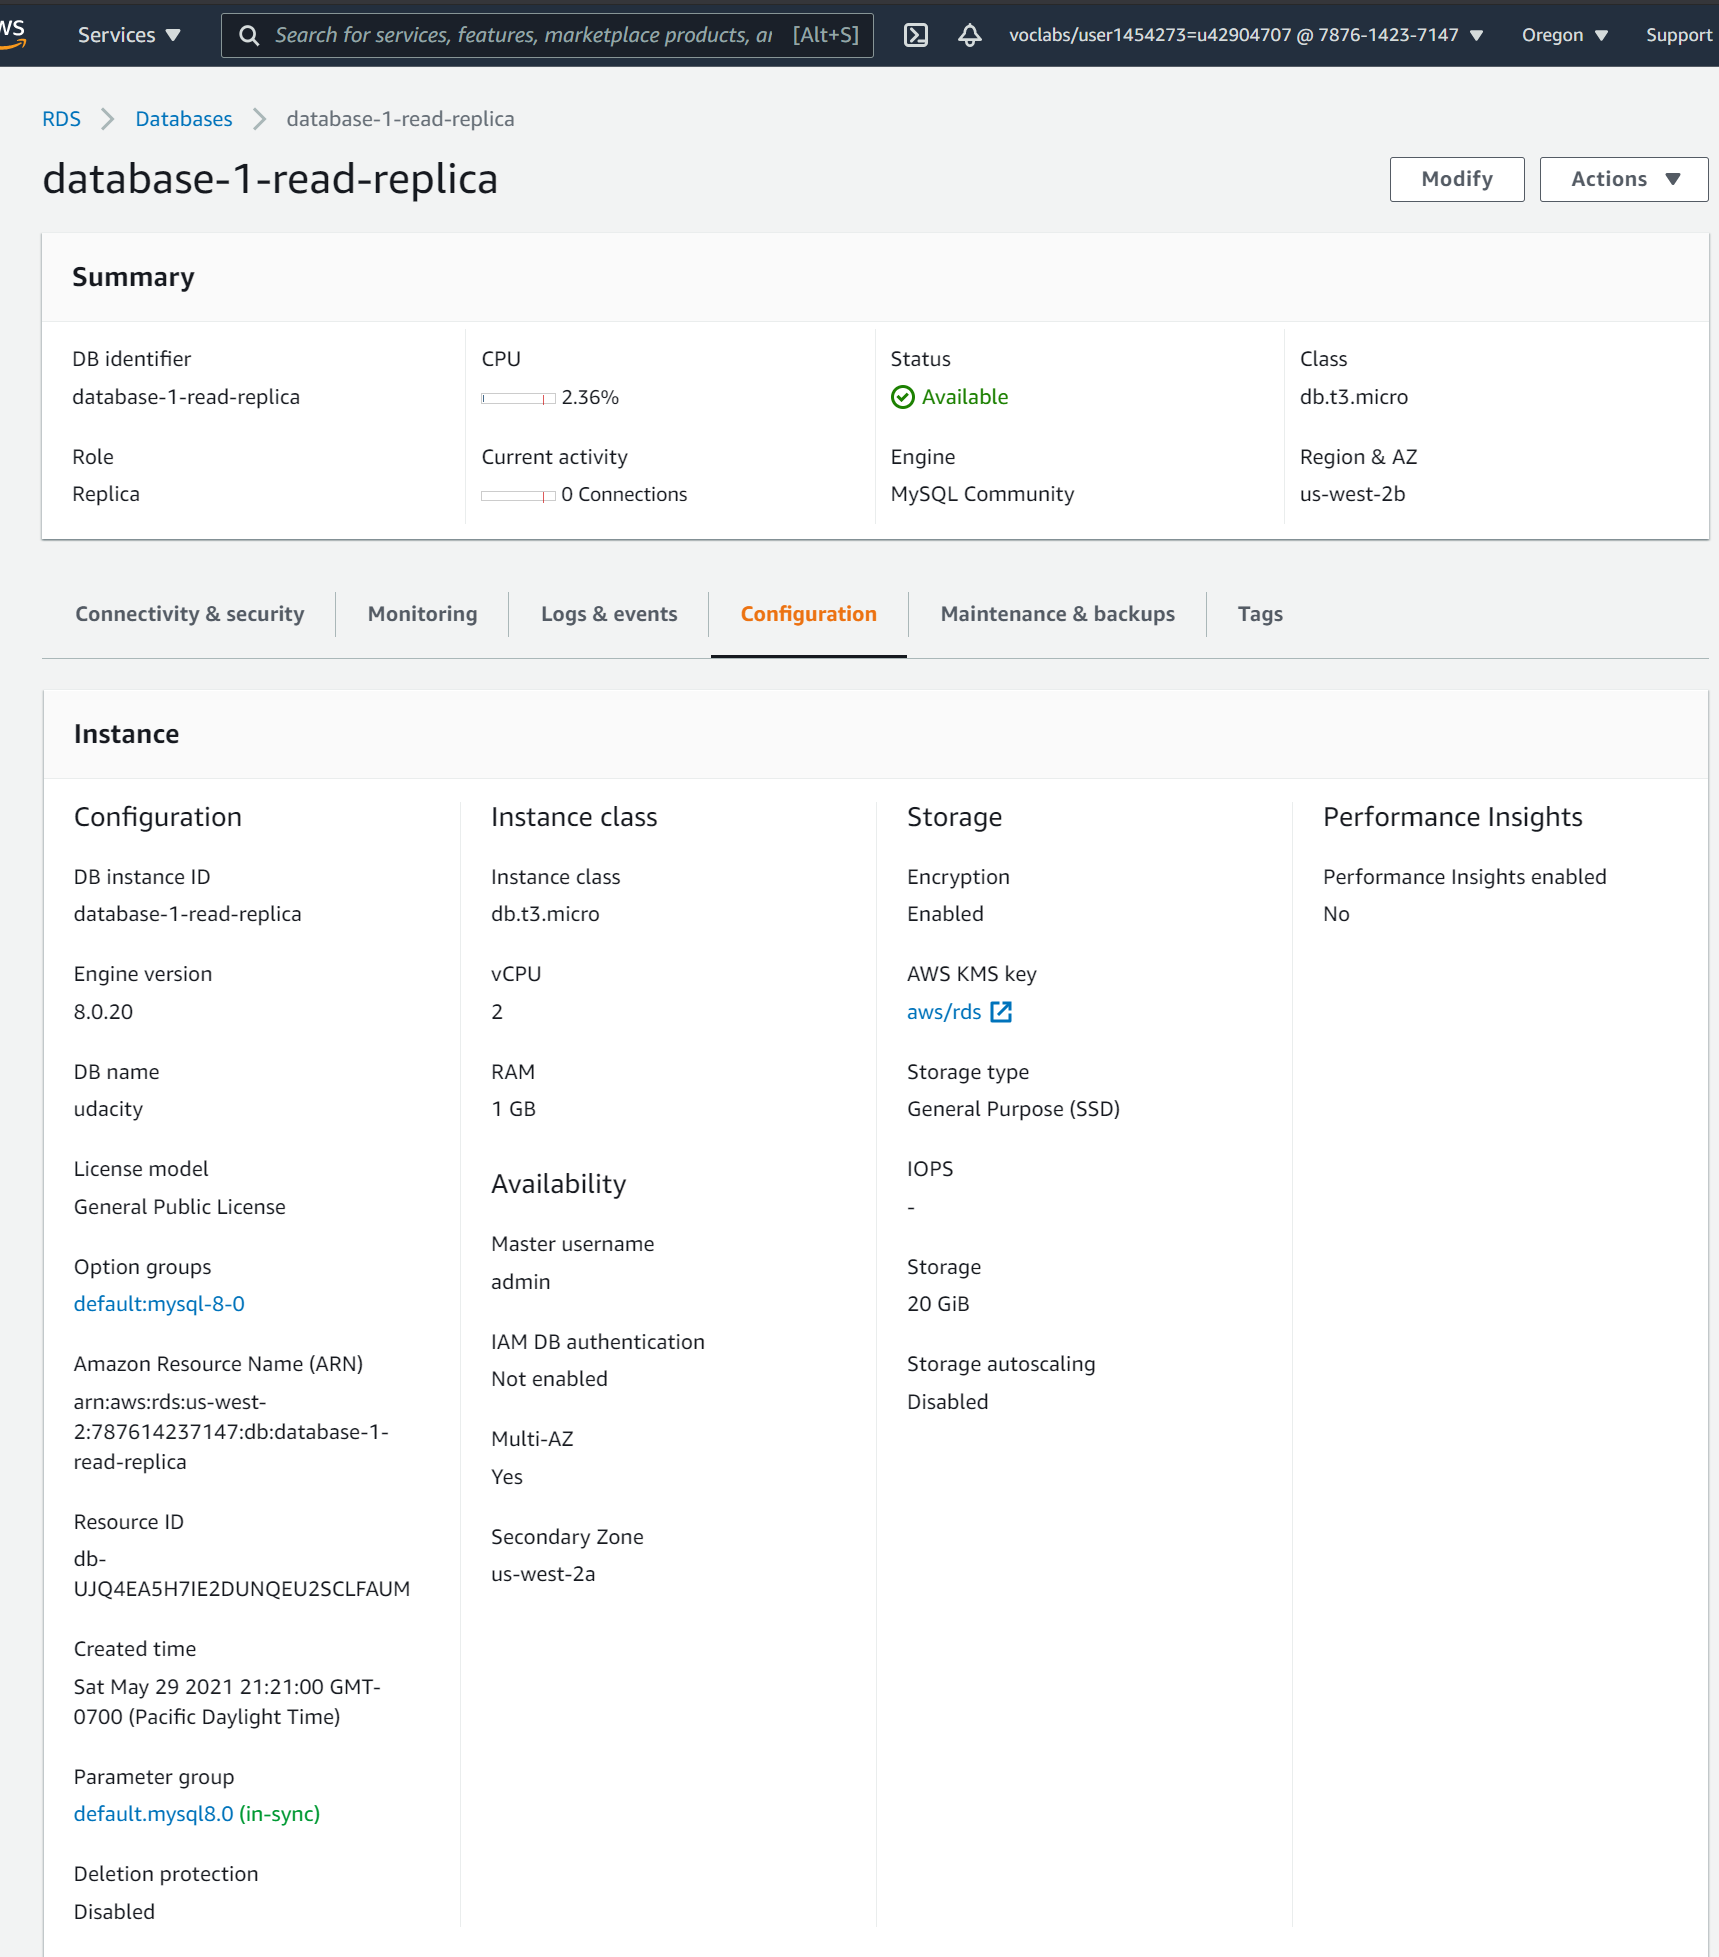 Services
Search for services, features, marketplace products, ar [Alt+S]
voclabs/user1454273=u42904707 @ 7876-1423-7147
Oregon
Support
RDS
Databases
database-1-read-replica
database-1-read-replica
Modify
Actions
Summary
DB identifier
database-1-read-replica
Role
Replica
CPU
2.36%
Current activity
0 Connections
Status
Available
Engine
MySQL Community
Class
db.t3.micro
Region & AZ
us-west-2b
Connectivity & security
Monitoring
Logs & events
Configuration
Maintenance & backups
Tags
Instance
Configuration
DB instance ID
database-1-read-replica
Engine version
8.0.20
DB name
udacity
License model
General Public License
Option groups
default:mysql-8-0
Amazon Resource Name (ARN)
arn:aws:rds:us-west-
2:787614237147:db:database-1-
read-replica
Resource ID
db-
UJQ4EA5H7IE2DUNQEU2SCLFAUM
Created time
Sat May 29 2021 21:21:00 GMT-
0700 (Pacific Daylight Time)
Parameter group
default.mysql8.0 (in-sync)
Deletion protection
Disabled
Instance class
Instance class
db.t3.micro
vCPU
2
RAM
1 GB
Availability
Master username
admin
IAM DB authentication
Not enabled
Multi-AZ
Yes
Secondary Zone
us-west-2a
Storage
Encryption
Enabled
AWS KMS key
aws/rds
Storage type
General Purpose (SSD)
IOPS
-
Storage
20 GiB
Storage autoscaling
Disabled
Performance Insights
Performance Insights enabled
No